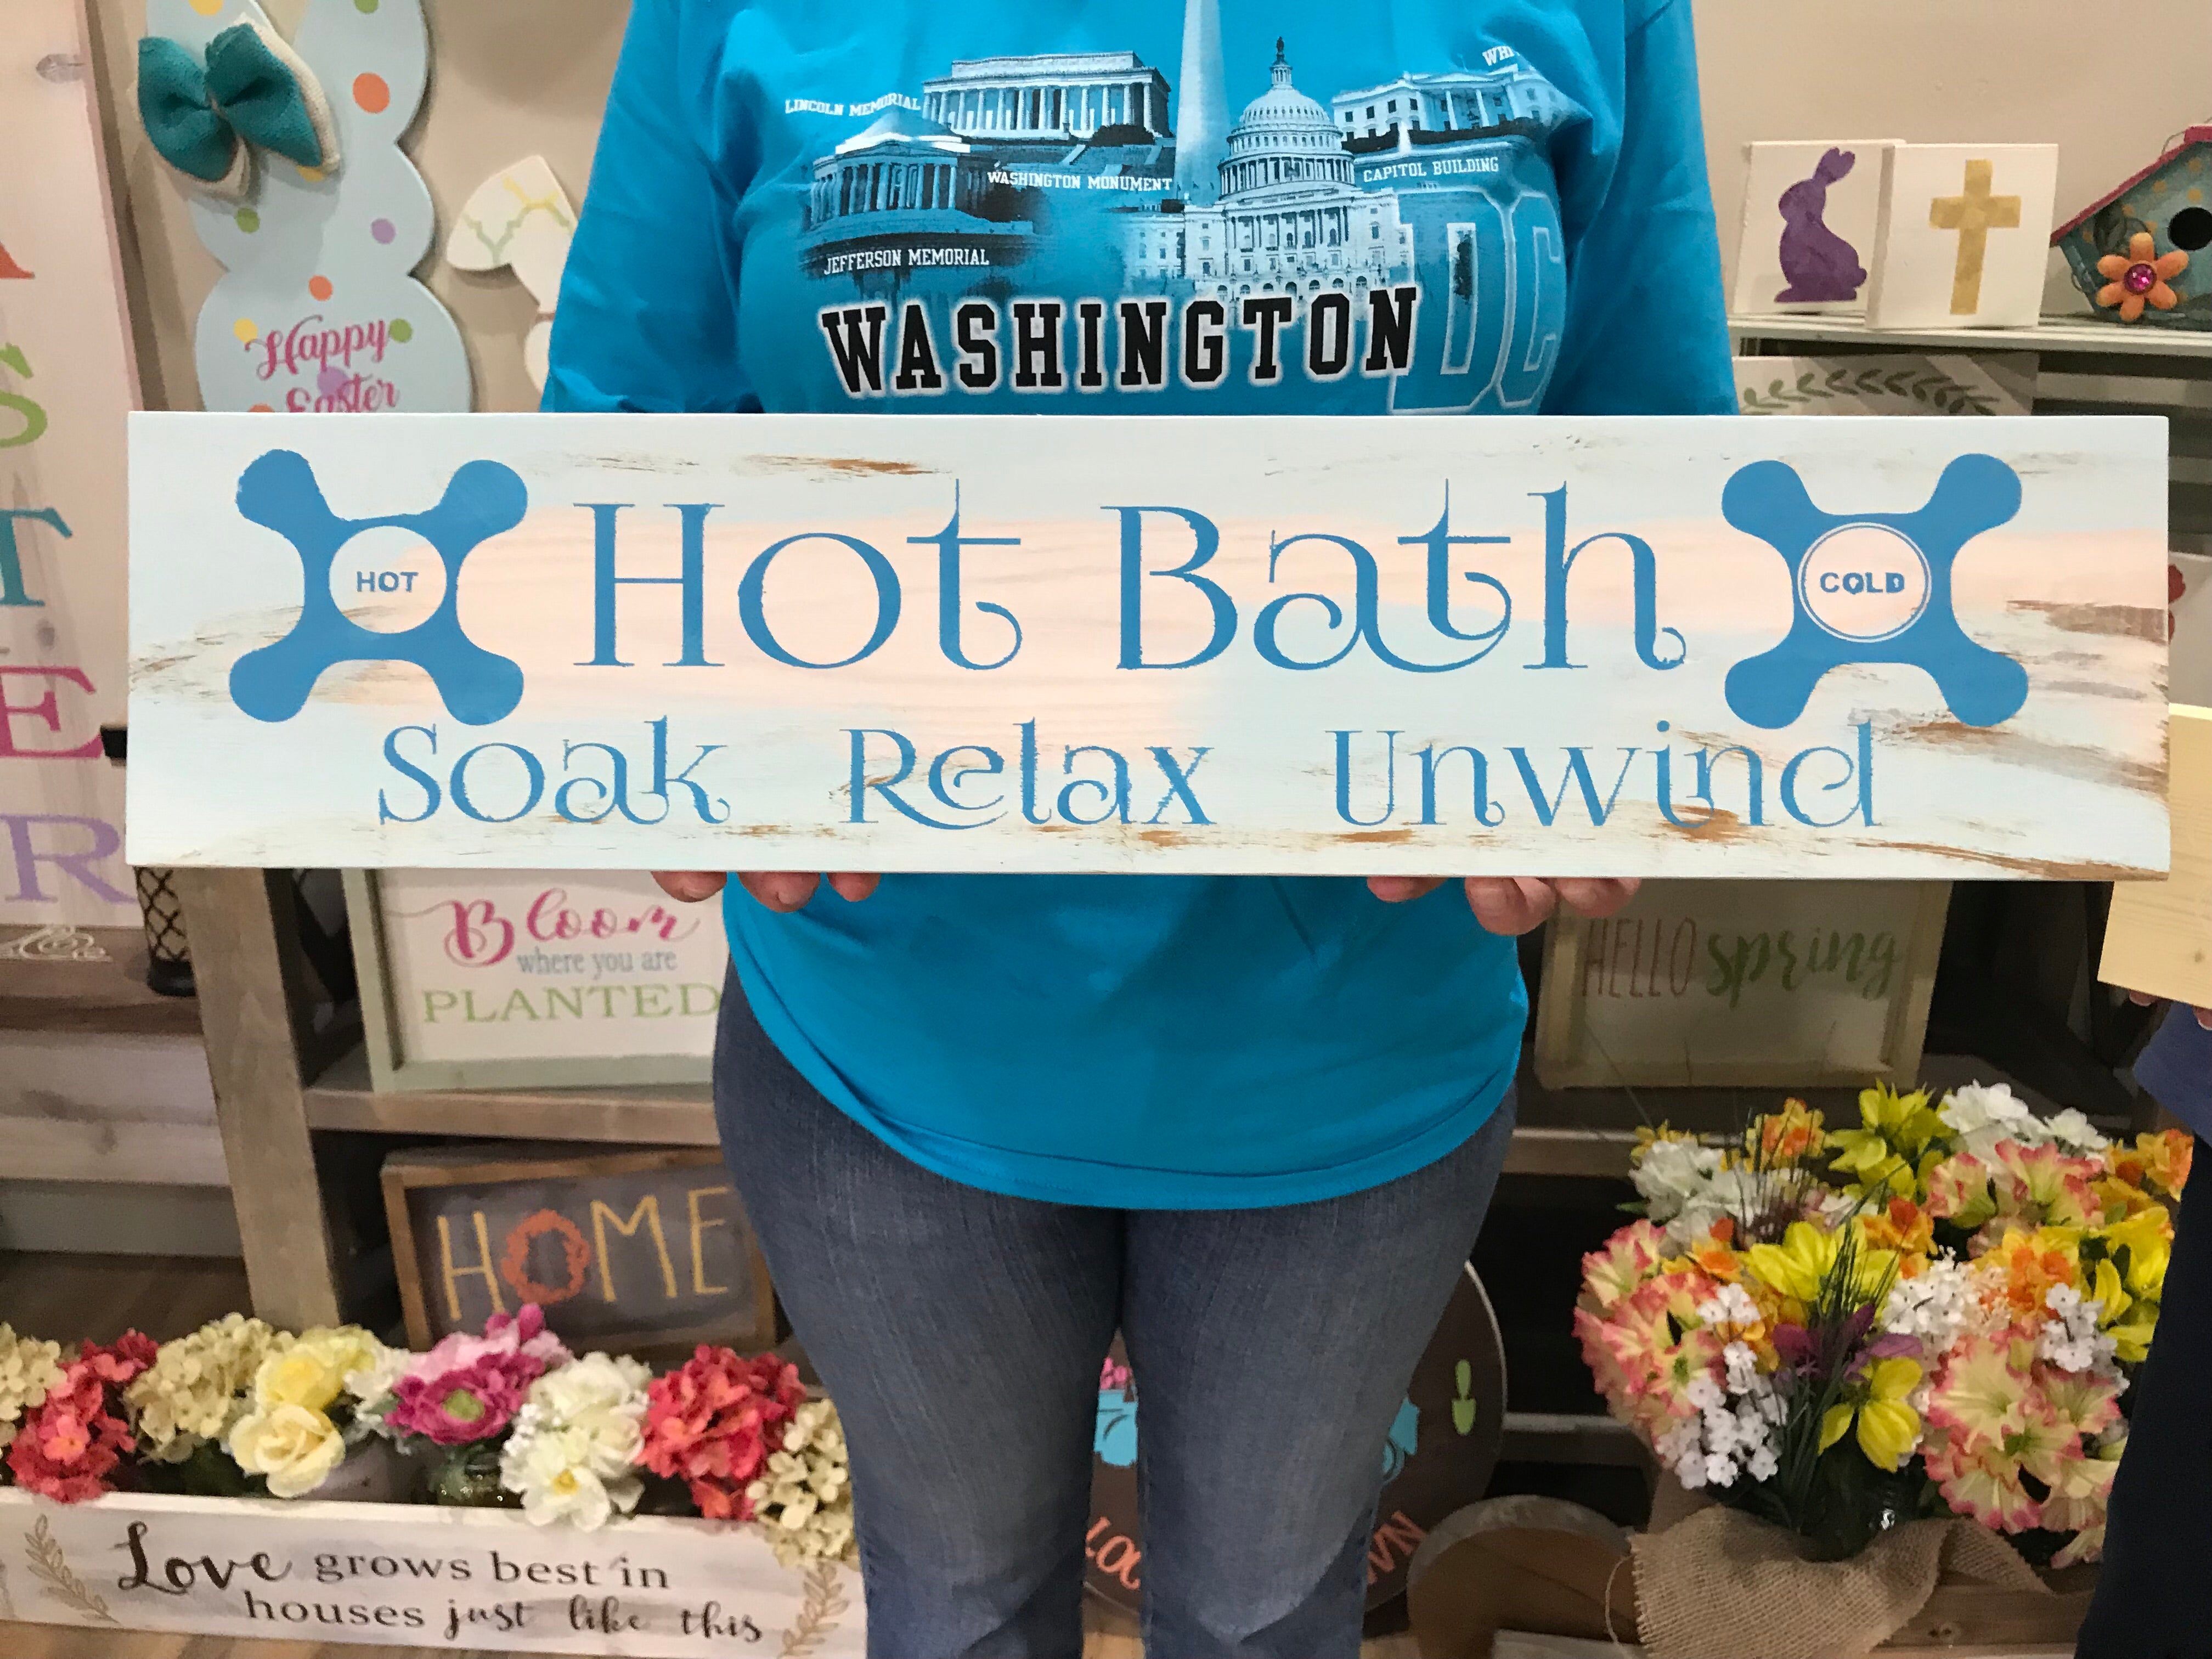 LINCOLN MEMORIAL
WASHINGTON MONUMENT
CAPITOL BUILDING
JEFFERSON MEMORIAL
WASHINGTON DC
Happy
Easter
HOT
Hot Bath
COLD
Soak Relax Unwind
Bloom
where you are
PLANTED
HELLO spring
HOME
Love grows best in
houses just like this